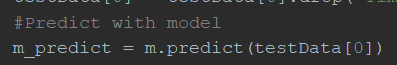 #Predict with model
m_predict = m.predict(testData[0])